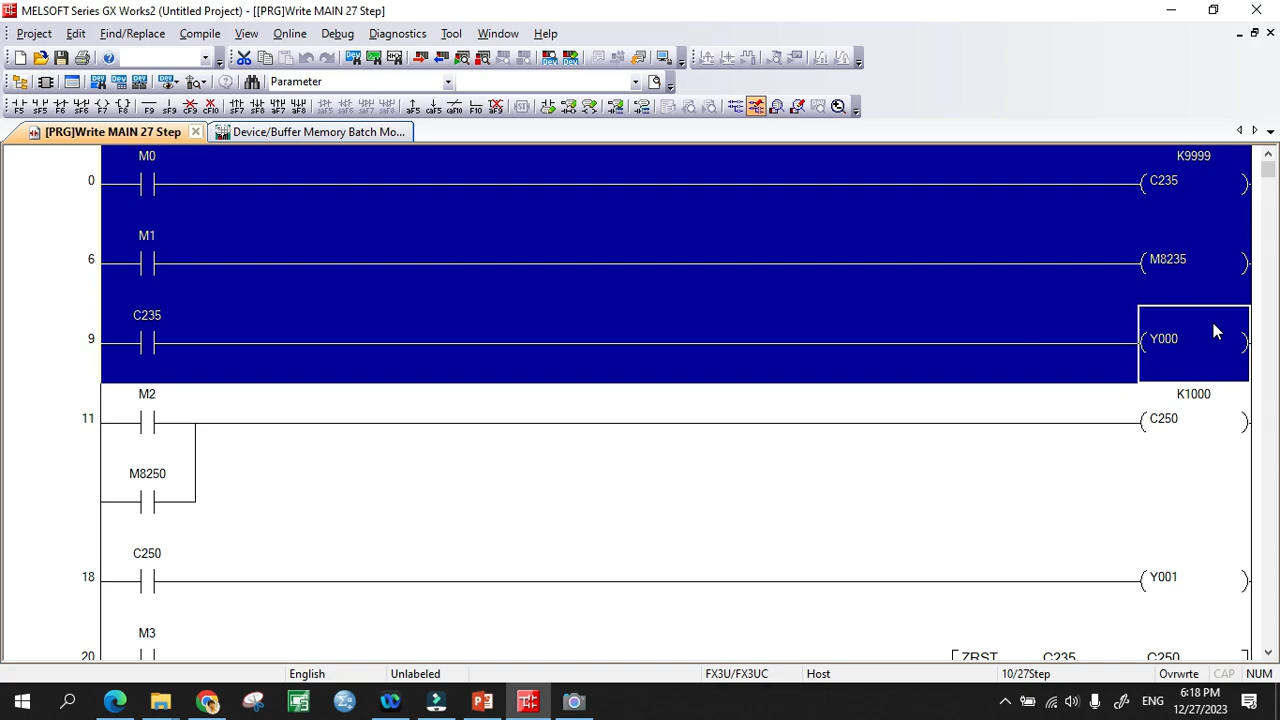 MELSOFT Series GX Works2 (Untitled Project) - [[PRG]Write MAIN 27 Step]
Project Edit Find/Replace Compile View Online Debug Diagnostics Tool Window Help
Parameter
[PRG]Write MAIN 27 Step
Device/Buffer Memory Batch Mo...
M0 K9999
0 C235
M1
6 M8235
C235
9 Y000
M2 K1000
11 C250
M8250
C250
18 Y001
M3
20 ZRST C235 C250
English Unlabeled FX3U/FX3UC Host 10/27Step Ovrwrte CAP NUM
ENG 6:18 PM
12/27/2023